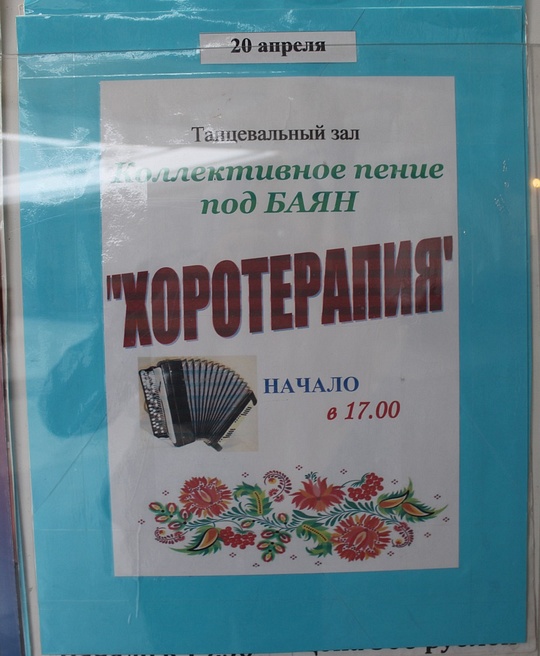 20 апреля
Танцевальный зал
Коллективное пение
под БАЯН
"ХОРОТЕРАПИЯ"
НАЧАЛО
в 17.00